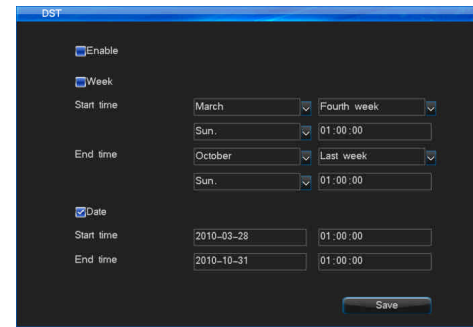 DST
Enable
Week
Start time March Fourth week
Sun. 01:00:00
End time October Last week
Sun. 01:00:00
Date
Start time 2010-03-28 01:00:00
End time 2010-10-31 01:00:00
Save